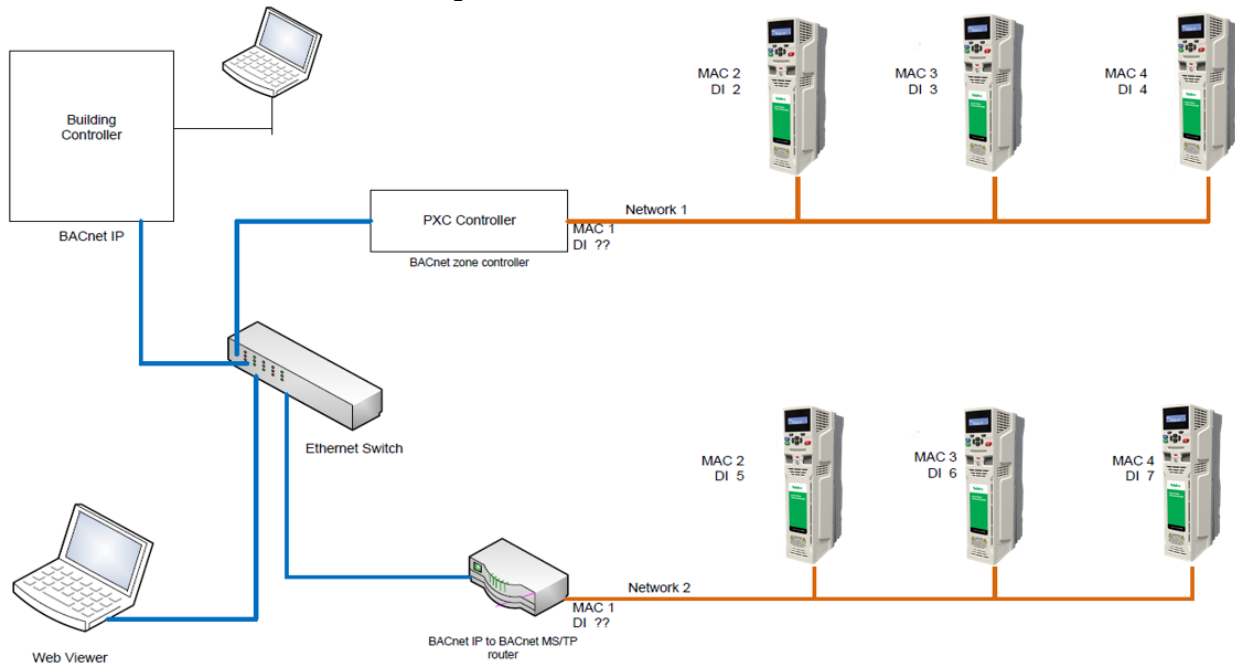 Building
Controller
BACnet IP
PXC Controller
BACnet zone controller
Network 1
MAC 1
DI ??
MAC 2
DI 2
MAC 3
DI 3
MAC 4
DI 4
Ethernet Switch
Web Viewer
BACnet IP to BACnet MS/TP
router
Network 2
MAC 1
DI ??
MAC 2
DI 5
MAC 3
DI 6
MAC 4
DI 7